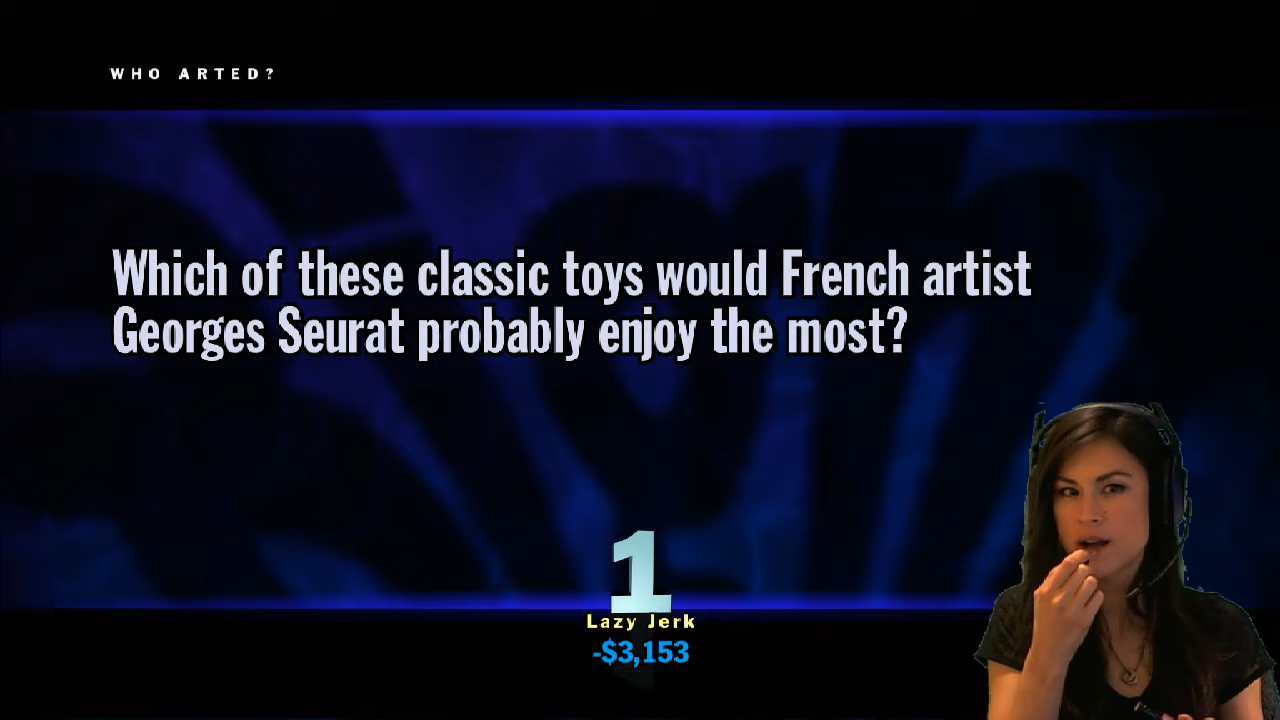 WHO ARTED?
Which of these classic toys would French artist
Georges Seurat probably enjoy the most?
1
Lazy Jerk
-$3,153